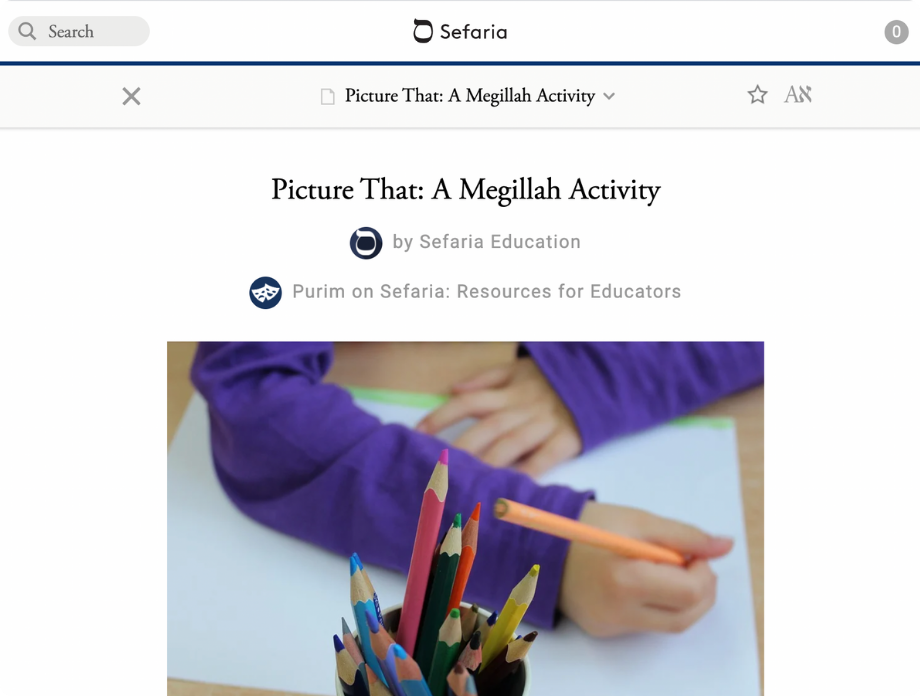 Search
Sefaria
0
Picture That: A Megillah Activity
Aא
Picture That: A Megillah Activity
by Sefaria Education
Purim on Sefaria: Resources for Educators